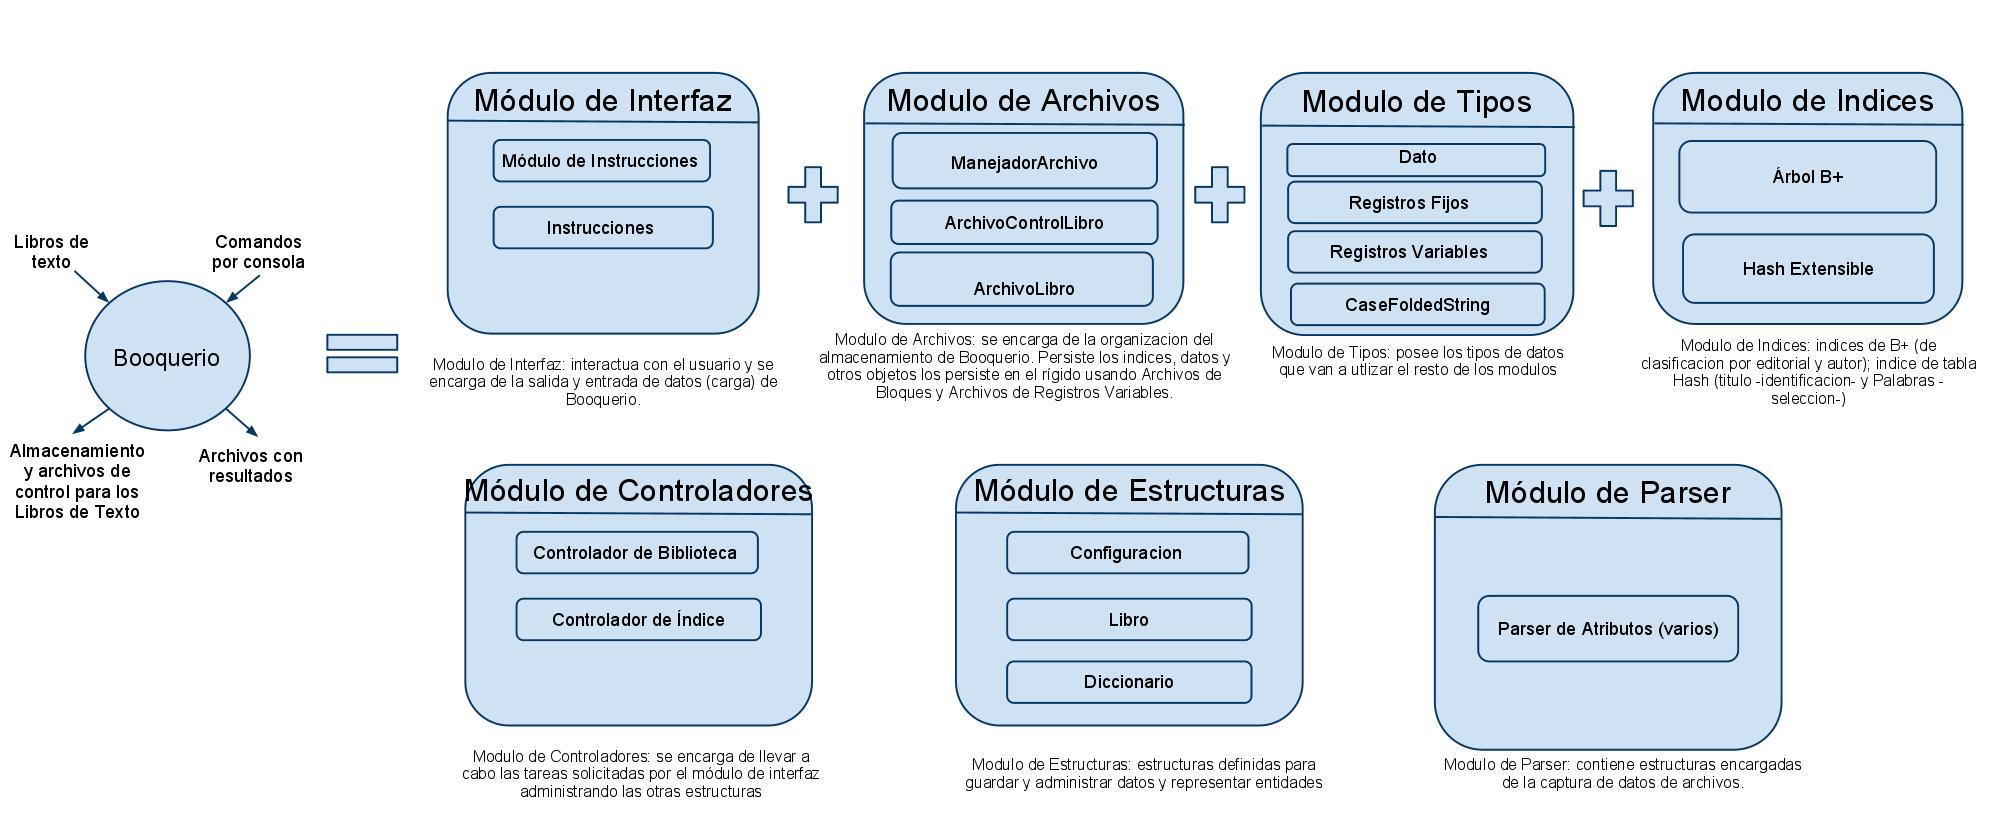 Libros de
texto
Comandos
por consola
Booquerio
Almacenamiento
y archivos de
control para los
Libros de Texto
Archivos con
resultados
Módulo de Interfaz
Módulo de Instrucciones
Instrucciones
Modulo de Interfaz: interactua con el usuario y se
encarga de la salida y entrada de datos (carga) de
Booquerio.
Modulo de Archivos
ManejadorArchivo
ArchivoControlLibro
ArchivoLibro
Modulo de Archivos: se encarga de la organizacion del
almacenamiento de Booquerio. Persiste los indices, datos y
otros objetos los persiste en el rígido usando Archivos de
Bloques y Archivos de Registros Variables.
Modulo de Tipos
Dato
Registros Fijos
Registros Variables
CaseFoldedString
Modulo de Tipos: posee los tipos de datos
que van a utlizar el resto de los modulos
Modulo de Indices
Árbol B+
Hash Extensible
Modulo de Indices: indices de B+ (de
clasificacion por editorial y autor); indice de tabla
Hash (titulo -identificacion- y Palabras -
seleccion-)
Módulo de Controladores
Controlador de Biblioteca
Controlador de Índice
Modulo de Controladores: se encarga de llevar a
cabo las tareas solicitadas por el módulo de interfaz
administrando las otras estructuras
Módulo de Estructuras
Configuracion
Libro
Diccionario
Modulo de Estructuras: estructuras definidas para
guardar y administrar datos y representar entidades
Módulo de Parser
Parser de Atributos (varios)
Modulo de Parser: contiene estructuras encargadas
de la captura de datos de archivos.